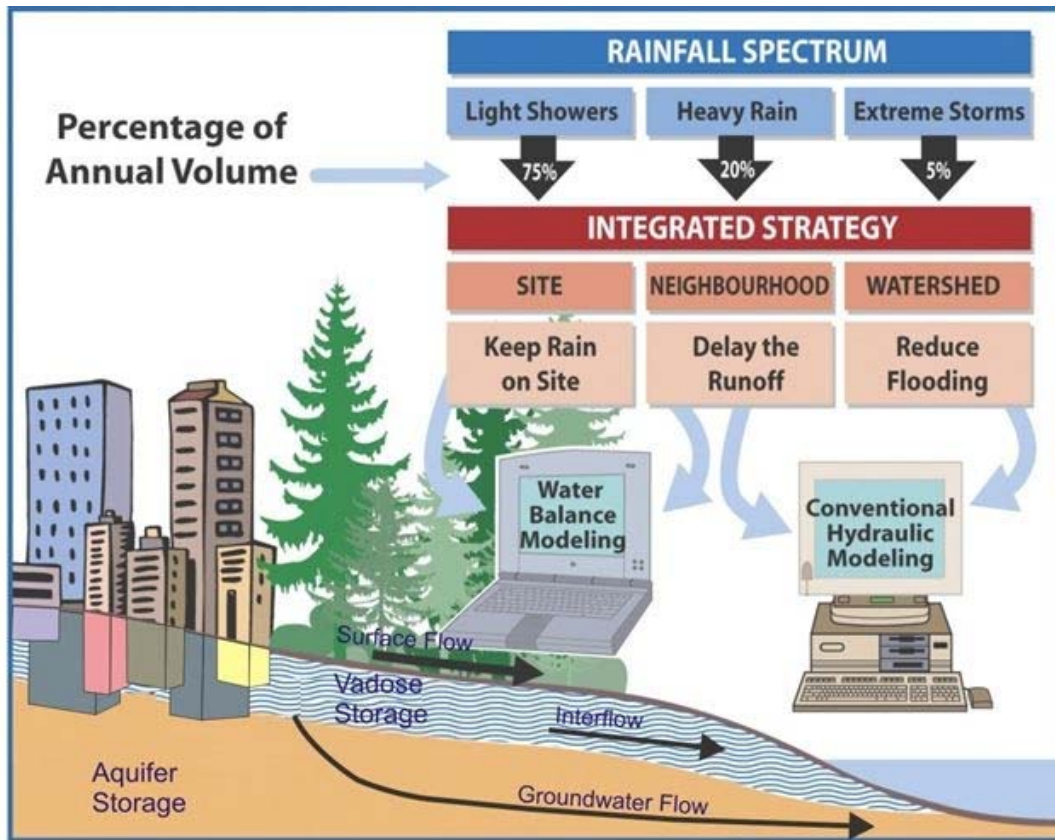 RAINFALL SPECTRUM
Light Showers
Heavy Rain
Extreme Storms
Percentage of
Annual Volume
75%
20%
5%
INTEGRATED STRATEGY
SITE
NEIGHBOURHOOD
WATERSHED
Keep Rain
on Site
Delay the
Runoff
Reduce
Flooding
Water
Balance
Modeling
Conventional
Hydraulic
Modeling
Surface Flow
Vadose
Storage
Interflow
Aquifer
Storage
Groundwater Flow